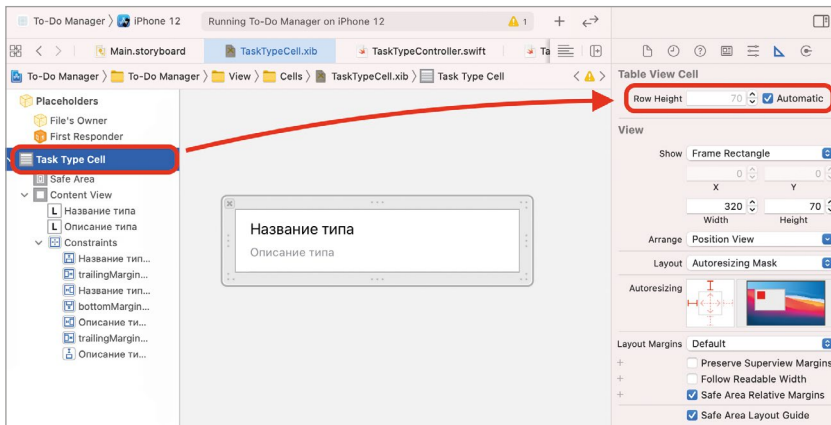 To-Do Manager 〉 iPhone 12
Running To-Do Manager on iPhone 12
1
Main.storyboard
TaskTypeCell.xib
TaskTypeController.swift
Ta
To-Do Manager 〉 To-Do Manager 〉 View 〉 Cells 〉 TaskTypeCell.xib 〉 Task Type Cell
Placeholders
File's Owner
First Responder
Task Type Cell
Safe Area
Content View
L Название типа
L Описание типа
Constraints
Название тип...
trailingMargin...
Название тип...
bottomMargin...
Описание ти...
trailingMargin...
Описание ти...
Название типа
Описание типа
Table View Cell
Row Height 70 Automatic
View
Show Frame Rectangle
0 0
X Y
320 70
Width Height
Arrange Position View
Layout Autoresizing Mask
Autoresizing
Layout Margins Default
Preserve Superview Margins
Follow Readable Width
Safe Area Relative Margins
Safe Area Layout Guide